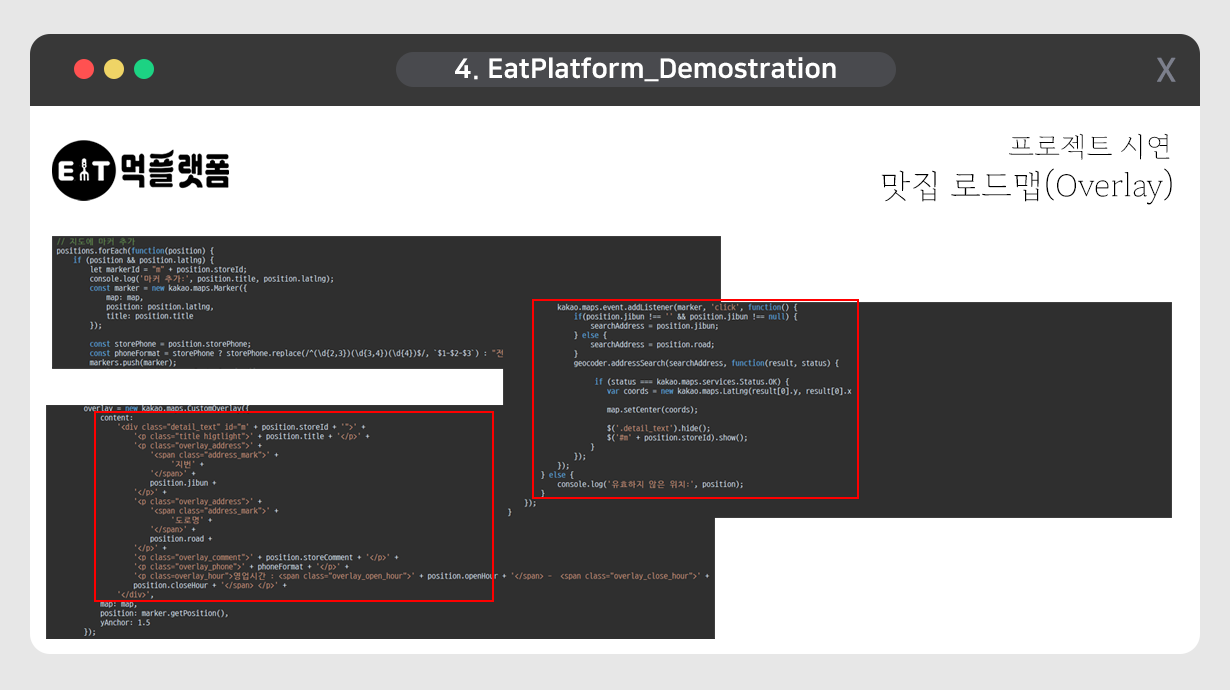 4. EatPlatform_Demostration
X
EAT 먹플랫폼
프로젝트 시연
맛집 로드맵(Overlay)
// 지도에 마커 추가
positions.forEach(function(position) {
if (position && position.latlng) {
let markerId = "m" + position.storeId;
console.log('마커 추가:', position.title, position.latlng);
const marker = new kakao.maps.Marker({
map: map,
position: position.latlng,
title: position.title
});
const storePhone = position.storePhone;
const phoneFormat = storePhone ? storePhone.replace(/^(\d{2,3})(\d{3,4})(\d{4})$/, `$1-$2-$3`) : "전
markers.push(marker);
overlay = new kakao.maps.CustomOverlay({
content:
'<div class="detail_text" id="m' + position.storeId + '">' +
'<p class="title higtlight">' + position.title + '</p>' +
'<p class="overlay_address">' +
'<span class="address_mark">' +
'지번' +
'</span>' +
position.jibun +
'</p>' +
'<p class="overlay_address">' +
'<span class="address_mark">' +
'도로명' +
'</span>' +
position.road +
'</p>' +
'<p class="overlay_comment">' + position.storeComment + '</p>' +
'<p class="overlay_phone">' + phoneFormat + '</p>' +
'<p class=overlay_hour">영업시간 : <span class="overlay_open_hour">' + position.openHour + '</span> -  <span class="overlay_close_hour">' +
position.closeHour + '</span> </p>' +
'</div>',
map: map,
position: marker.getPosition(),
yAnchor: 1.5
});
kakao.maps.event.addListener(marker, 'click', function() {
if(position.jibun !== '' && position.jibun !== null) {
searchAddress = position.jibun;
} else {
searchAddress = position.road;
}
geocoder.addressSearch(searchAddress, function(result, status) {
if (status === kakao.maps.services.Status.OK) {
var coords = new kakao.maps.LatLng(result[0].y, result[0].x
map.setCenter(coords);
$('.detail_text').hide();
$('#m' + position.storeId).show();
}
});
});
} else {
console.log('유효하지 않은 위치:', position);
}
});
}